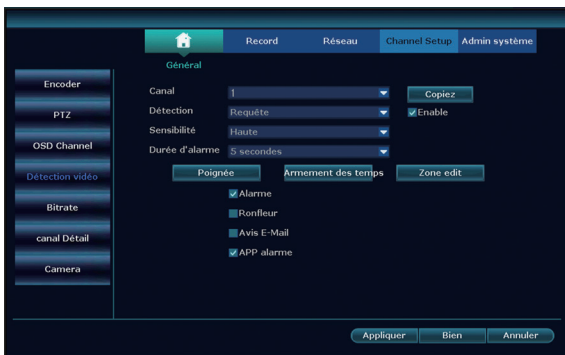 Record Réseau Channel Setup Admin système
Général
Encoder
PTZ
OSD Channel
Détection vidéo
Bitrate
canal Détail
Camera
Canal 1 Copiez
Détection Requête Enable
Sensibilité Haute
Durée d'alarme 5 secondes
Poignée Armement des temps Zone edit
Alarme
Ronfleur
Avis E-Mail
APP alarme
Appliquer Bien Annuler